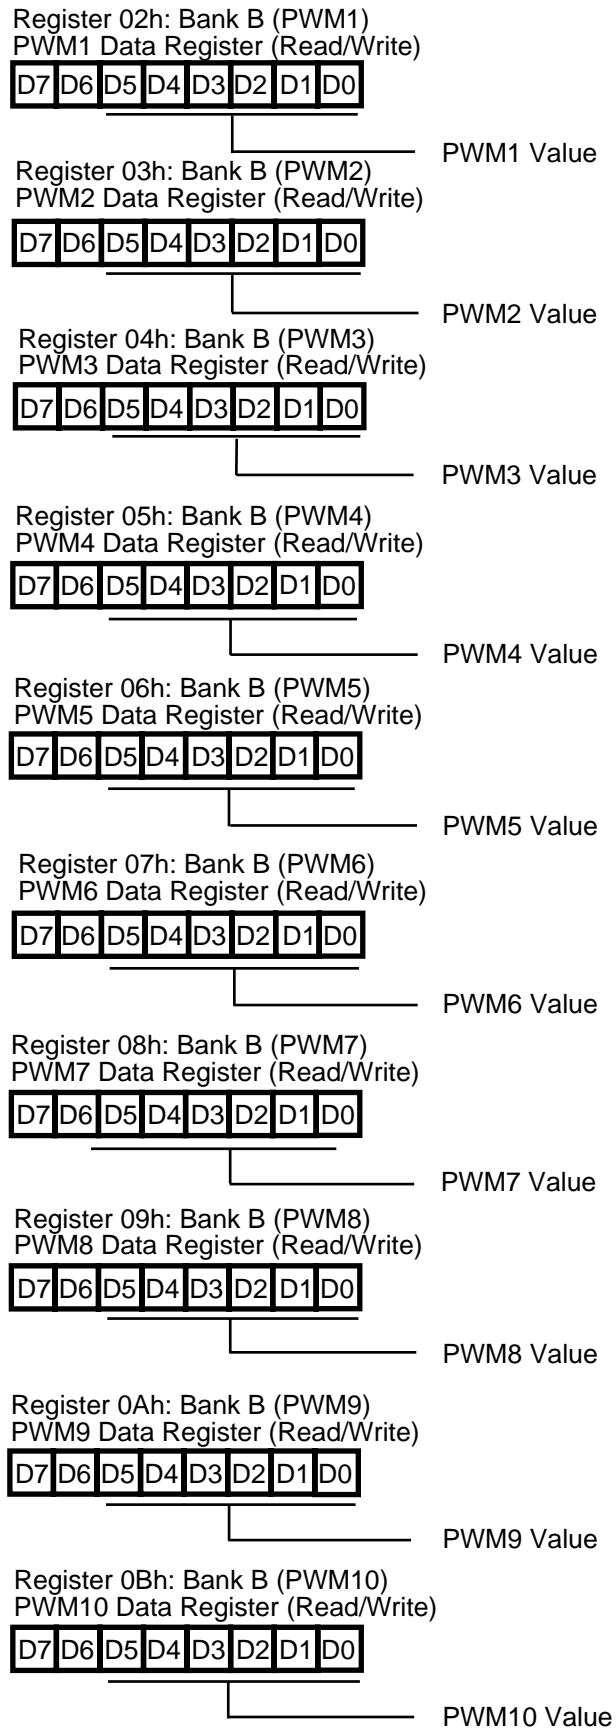 Register 02h: Bank B (PWM1)
PWM1 Data Register (Read/Write)
D7 D6 D5 D4 D3 D2 D1 D0
PWM1 Value
Register 03h: Bank B (PWM2)
PWM2 Data Register (Read/Write)
D7 D6 D5 D4 D3 D2 D1 D0
PWM2 Value
Register 04h: Bank B (PWM3)
PWM3 Data Register (Read/Write)
D7 D6 D5 D4 D3 D2 D1 D0
PWM3 Value
Register 05h: Bank B (PWM4)
PWM4 Data Register (Read/Write)
D7 D6 D5 D4 D3 D2 D1 D0
PWM4 Value
Register 06h: Bank B (PWM5)
PWM5 Data Register (Read/Write)
D7 D6 D5 D4 D3 D2 D1 D0
PWM5 Value
Register 07h: Bank B (PWM6)
PWM6 Data Register (Read/Write)
D7 D6 D5 D4 D3 D2 D1 D0
PWM6 Value
Register 08h: Bank B (PWM7)
PWM7 Data Register (Read/Write)
D7 D6 D5 D4 D3 D2 D1 D0
PWM7 Value
Register 09h: Bank B (PWM8)
PWM8 Data Register (Read/Write)
D7 D6 D5 D4 D3 D2 D1 D0
PWM8 Value
Register 0Ah: Bank B (PWM9)
PWM9 Data Register (Read/Write)
D7 D6 D5 D4 D3 D2 D1 D0
PWM9 Value
Register 0Bh: Bank B (PWM10)
PWM10 Data Register (Read/Write)
D7 D6 D5 D4 D3 D2 D1 D0
PWM10 Value